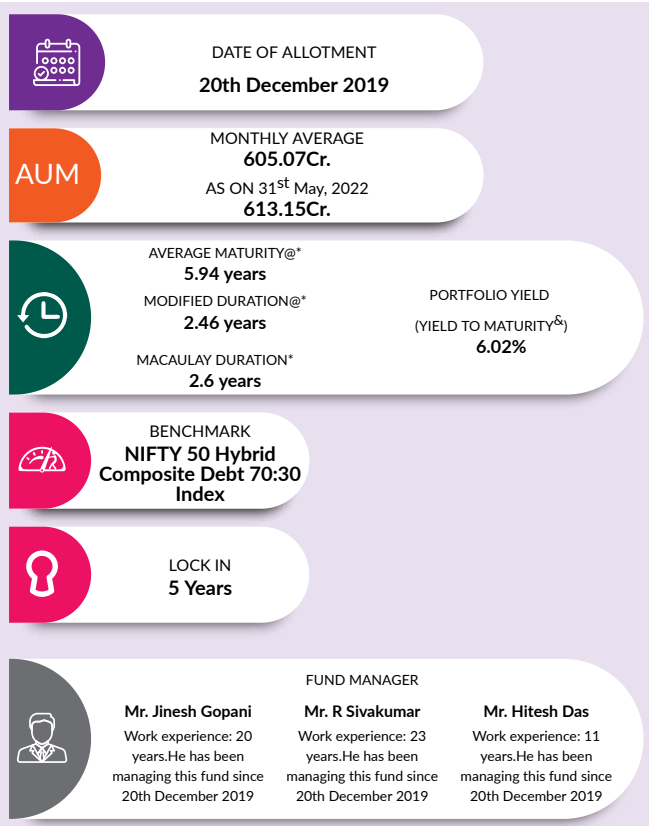 DATE OF ALLOTMENT
20th December 2019
AUM
MONTHLY AVERAGE
605.07Cr.
AS ON 31st May, 2022
613.15Cr.
AVERAGE MATURITY@*
5.94 years
MODIFIED DURATION@*
2.46 years
MACAULAY DURATION*
2.6 years
PORTFOLIO YIELD
(YIELD TO MATURITY&)
6.02%
BENCHMARK
NIFTY 50 Hybrid
Composite Debt 70:30
Index
LOCK IN
5 Years
FUND MANAGER
Mr. Jinesh Gopani
Work experience: 20
years.He has been
managing this fund since
20th December 2019
Mr. R Sivakumar
Work experience: 23
years.He has been
managing this fund since
20th December 2019
Mr. Hitesh Das
Work experience: 11
years.He has been
managing this fund since
20th December 2019